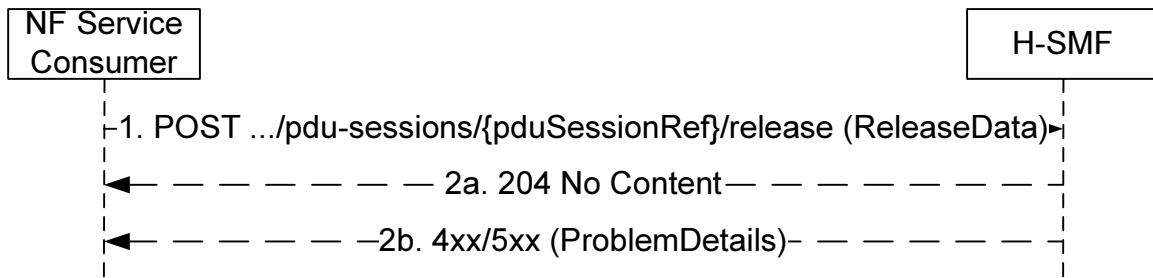 NF Service
Consumer
H-SMF
1. POST .../pdu-sessions/{pduSessionRef}/release (ReleaseData)
2a. 204 No Content
2b. 4xx/5xx (ProblemDetails)